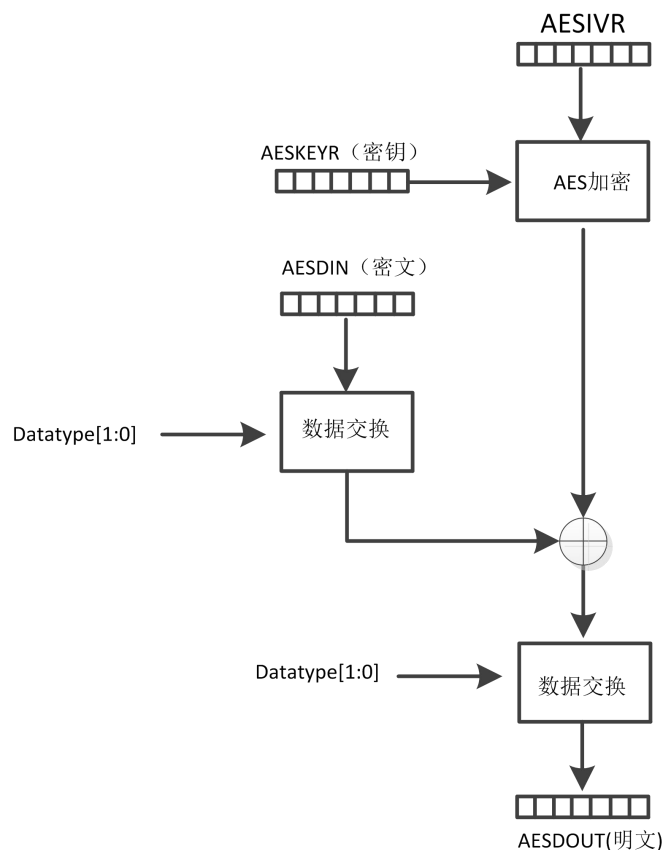 AESIVR
AESKEYR（密钥）
AES加密
AESDIN（密文）
Datatype[1:0]
数据交换
Datatype[1:0]
数据交换
AESDOUT(明文)